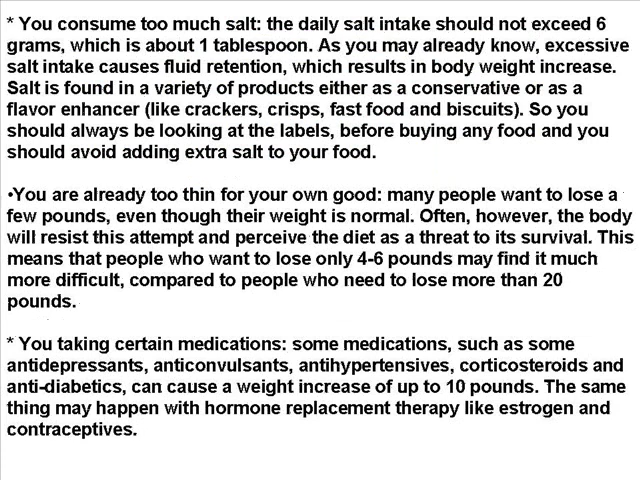 * You consume too much salt: the daily salt intake should not exceed 6
grams, which is about 1 tablespoon. As you may already know, excessive
salt intake causes fluid retention, which results in body weight increase.
Salt is found in a variety of products either as a conservative or as a
flavor enhancer (like crackers, crisps, fast food and biscuits). So you
should always be looking at the labels, before buying any food and you
should avoid adding extra salt to your food.
•You are already too thin for your own good: many people want to lose a
few pounds, even though their weight is normal. Often, however, the body
will resist this attempt and perceive the diet as a threat to its survival. This
means that people who want to lose only 4-6 pounds may find it much
more difficult, compared to people who need to lose more than 20
pounds.
* You taking certain medications: some medications, such as some
antidepressants, anticonvulsants, antihypertensives, corticosteroids and
anti-diabetics, can cause a weight increase of up to 10 pounds. The same
thing may happen with hormone replacement therapy like estrogen and
contraceptives.